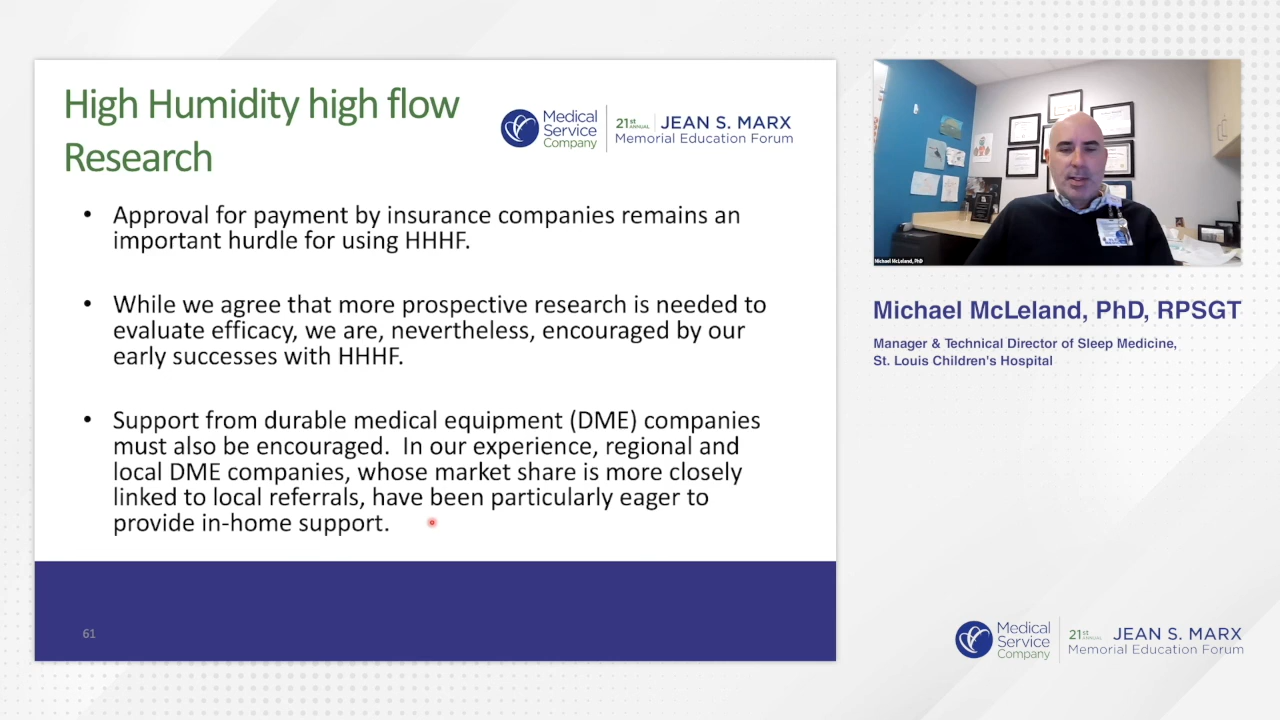 High Humidity high flow
Research
Medical
Service
Company
21st
ANNUAL
JEAN S. MARX
Memorial Education Forum
• Approval for payment by insurance companies remains an
important hurdle for using HHHF.
• While we agree that more prospective research is needed to
evaluate efficacy, we are, nevertheless, encouraged by our
early successes with HHHF.
• Support from durable medical equipment (DME) companies
must also be encouraged.  In our experience, regional and
local DME companies, whose market share is more closely
linked to local referrals, have been particularly eager to
provide in-home support.
61
Michael McLeland, PhD
Michael McLeland, PhD, RPSGT
Manager & Technical Director of Sleep Medicine,
St. Louis Children's Hospital
Medical
Service
Company
21st
ANNUAL
JEAN S. MARX
Memorial Education Forum